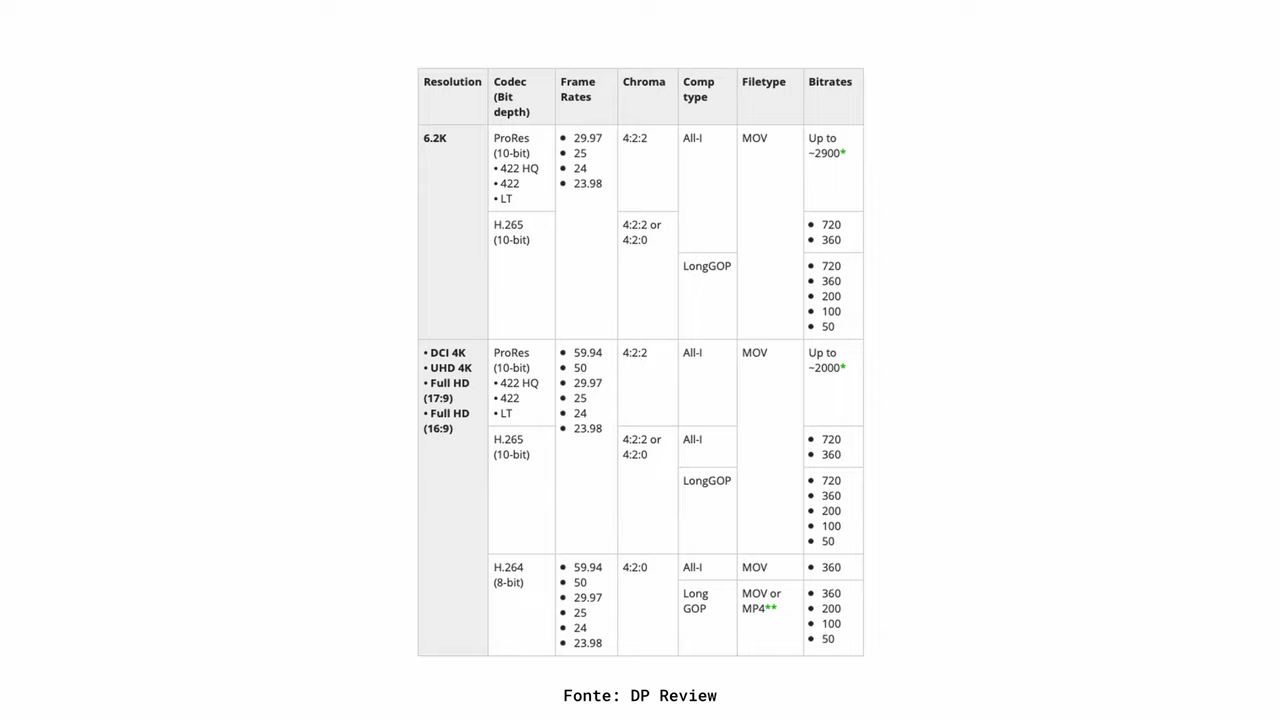 Resolution
Codec
(Bit
depth)
Frame
Rates
Chroma
Comp
type
Filetype
Bitrates
6.2K
ProRes
(10-bit)
• 422 HQ
• 422
• LT
• 29.97
• 25
• 24
• 23.98
4:2:2
All-I
MOV
Up to
~2900*
H.265
(10-bit)
4:2:2 or
4:2:0
• 720
• 360
LongGOP
• 720
• 360
• 200
• 100
• 50
• DCI 4K
• UHD 4K
• Full HD
(17:9)
• Full HD
(16:9)
ProRes
(10-bit)
• 422 HQ
• 422
• LT
• 59.94
• 50
• 29.97
• 25
• 24
• 23.98
4:2:2
All-I
MOV
Up to
~2000*
H.265
(10-bit)
4:2:2 or
4:2:0
All-I
• 720
• 360
LongGOP
• 720
• 360
• 200
• 100
• 50
H.264
(8-bit)
• 59.94
• 50
• 29.97
• 25
• 24
• 23.98
4:2:0
All-I
MOV
• 360
Long
GOP
MOV or
MP4**
• 360
• 200
• 100
• 50
Fonte: DP Review